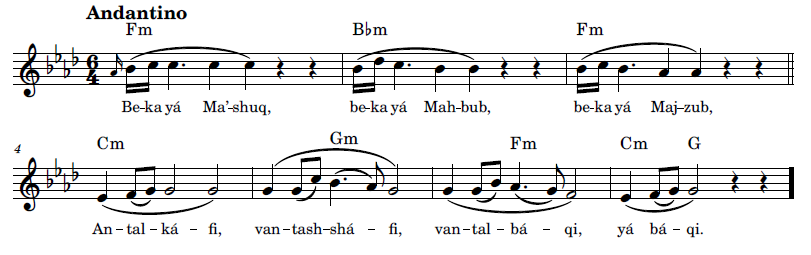 Andantino
Fm B♭m Fm
6
4
Be-ka yá Ma'-shuq, be-ka yá Mah-bub, be-ka yá Maj-zub,
4
Cm Gm Fm Cm G
An-tal-ká-fi, van-tash-shá-fi, van-tal-bá-qi, yá bá-qi.